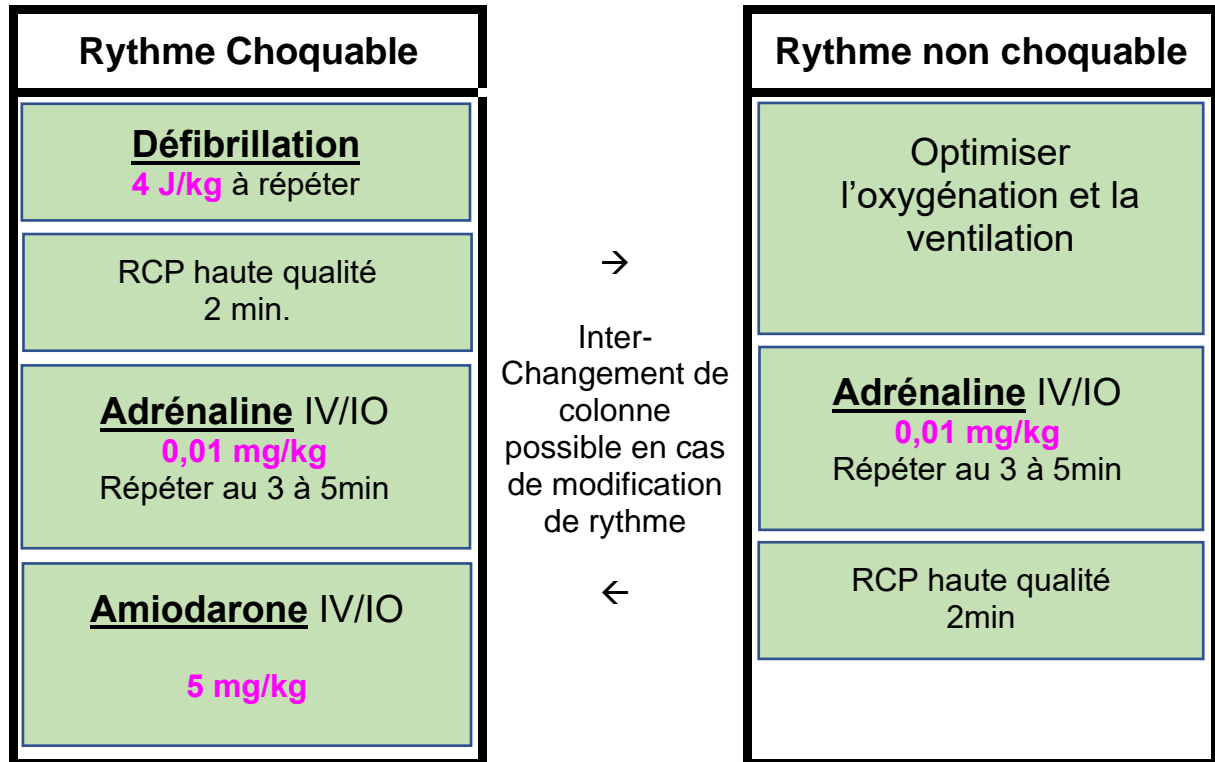 Rythme Choquable
Défibrillation
4 J/kg à répéter
RCP haute qualité
2 min.
Adrénaline IV/IO
0,01 mg/kg
Répéter au 3 à 5min
Amiodarone IV/IO
5 mg/kg
→
Inter-
Changement de
colonne
possible en cas
de modification
de rythme
←
Rythme non choquable
Optimiser
l’oxygénation et la
ventilation
Adrénaline IV/IO
0,01 mg/kg
Répéter au 3 à 5min
RCP haute qualité
2min